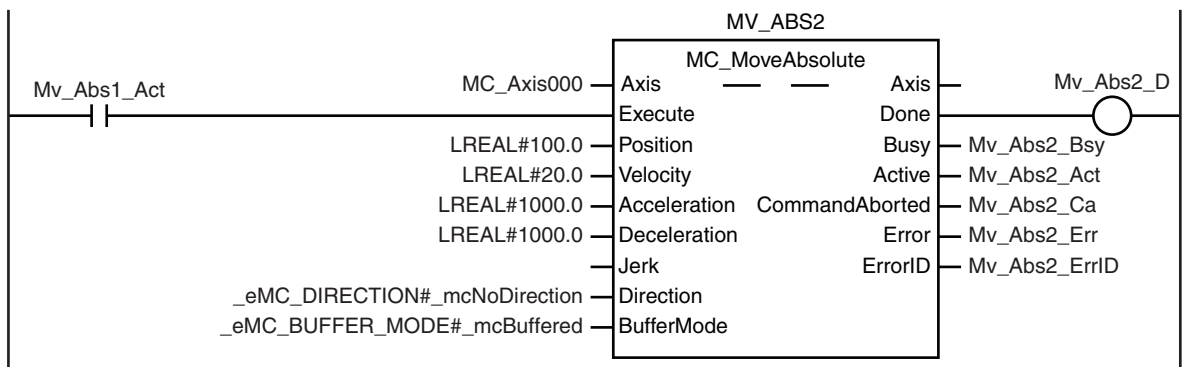 MV_ABS2
MC_MoveAbsolute
Mv_Abs1_Act
MC_Axis000 Axis Axis Mv_Abs2_D
Execute Done
LREAL#100.0 Position Busy Mv_Abs2_Bsy
LREAL#20.0 Velocity Active Mv_Abs2_Act
LREAL#1000.0 Acceleration CommandAborted Mv_Abs2_Ca
LREAL#1000.0 Deceleration Error Mv_Abs2_Err
Jerk ErrorID Mv_Abs2_ErrID
_eMC_DIRECTION#_mcNoDirection Direction
_eMC_BUFFER_MODE#_mcBuffered BufferMode